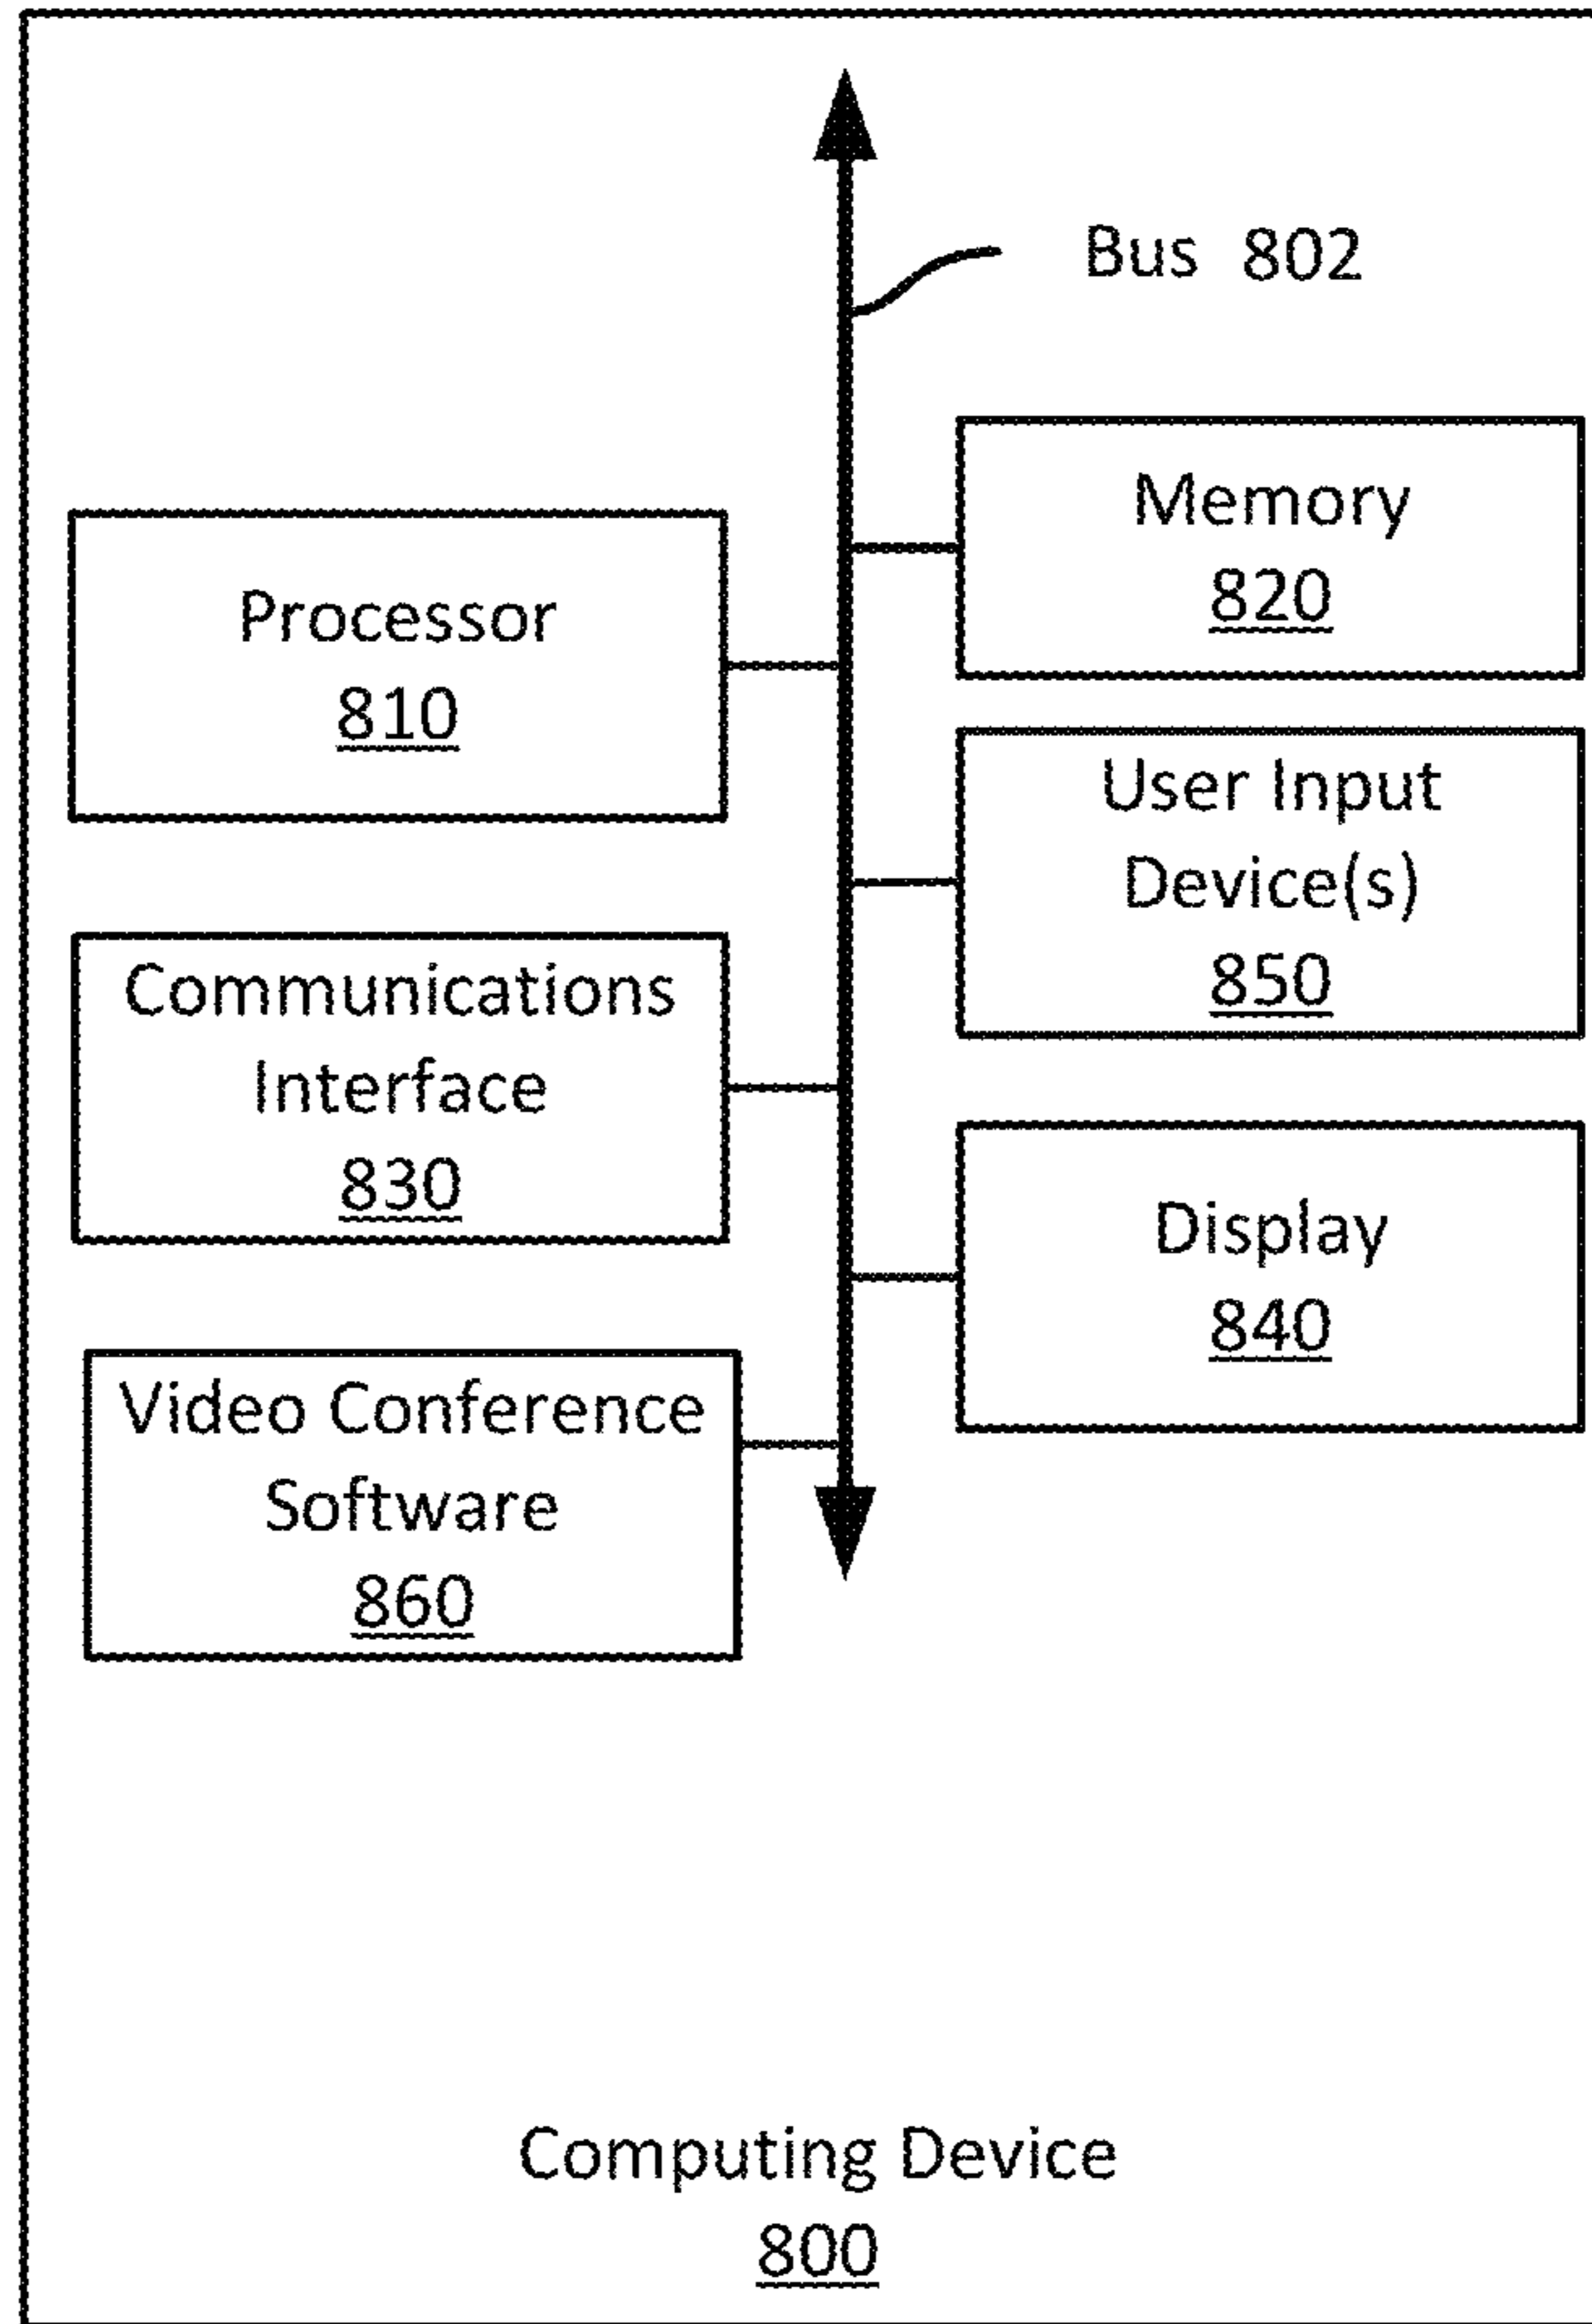 Bus 802
Memory
820
Processor
810
User Input
Device(s)
850
Communications
Interface
830
Display
840
Video Conference
Software
860
Computing Device
800